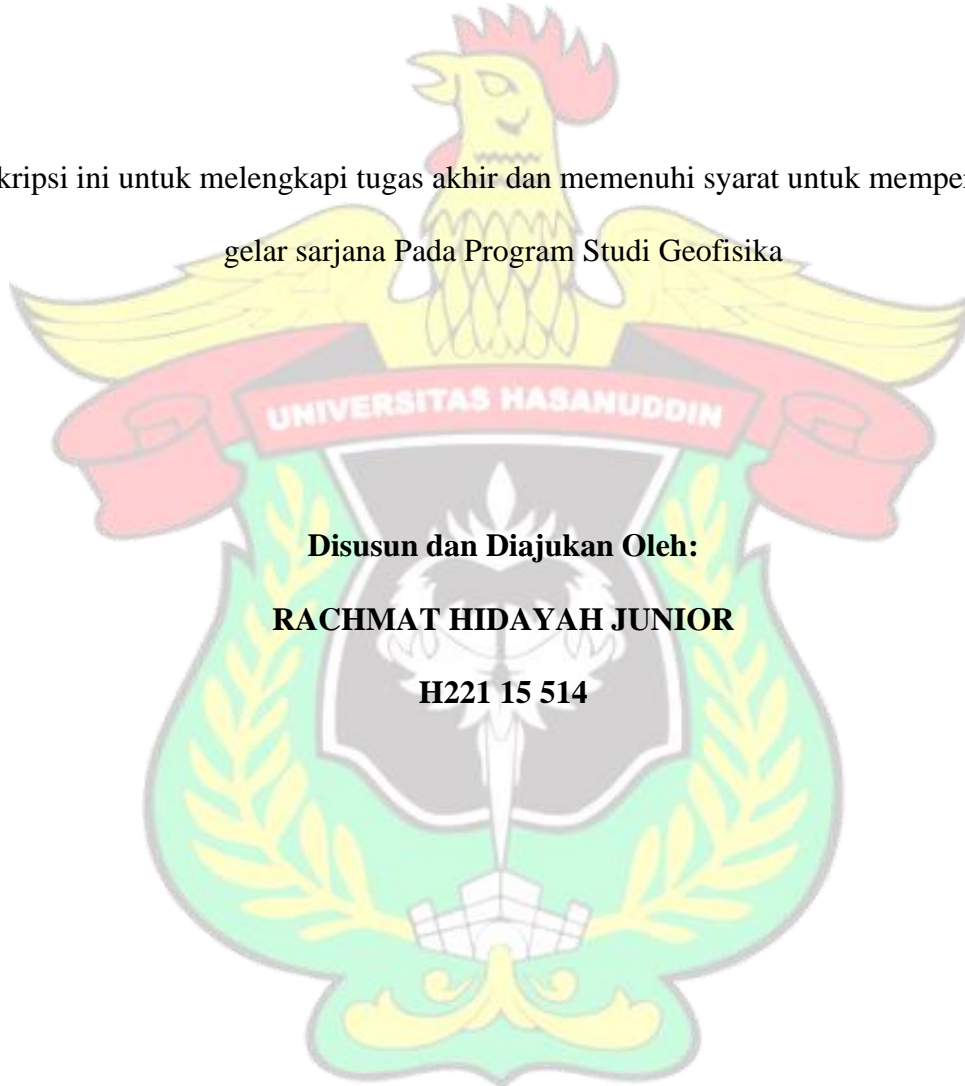 kripsi ini untuk melengkapi tugas akhir dan memenuhi syarat untuk mempe
gelar sarjana Pada Program Studi Geofisika
UNIVERSITAS HASANUDDIN
Disusun dan Diajukan Oleh:
RACHMAT HIDAYAH JUNIOR
H221 15 514